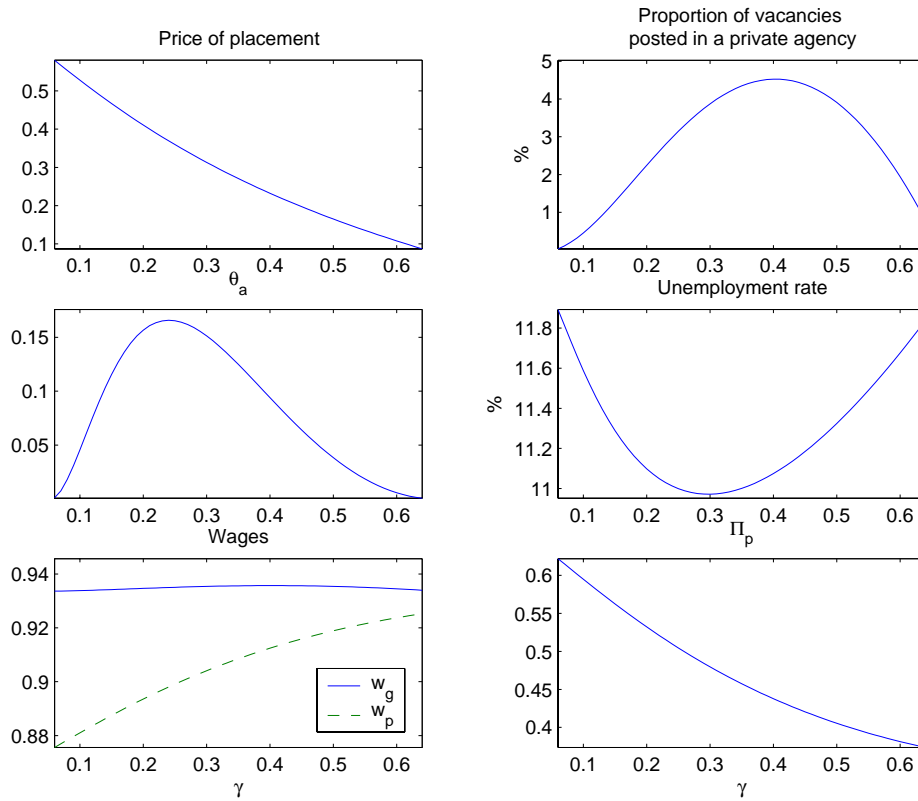 Price of placement
0.5
0.4
0.3
0.2
0.1
0.1 0.2 0.3 0.4 0.5 0.6
Proportion of vacancies
posted in a private agency
%
5
4
3
2
1
0.1 0.2 0.3 0.4 0.5 0.6
θ_a
0.15
0.1
0.05
0.1 0.2 0.3 0.4 0.5 0.6
Unemployment rate
%
11.8
11.6
11.4
11.2
11
0.1 0.2 0.3 0.4 0.5 0.6
Wages
0.94
0.92
0.9
0.88
w_g
w_p
0.1 0.2 0.3 0.4 0.5 0.6
γ
Π_p
0.6
0.55
0.5
0.45
0.4
0.1 0.2 0.3 0.4 0.5 0.6
γ